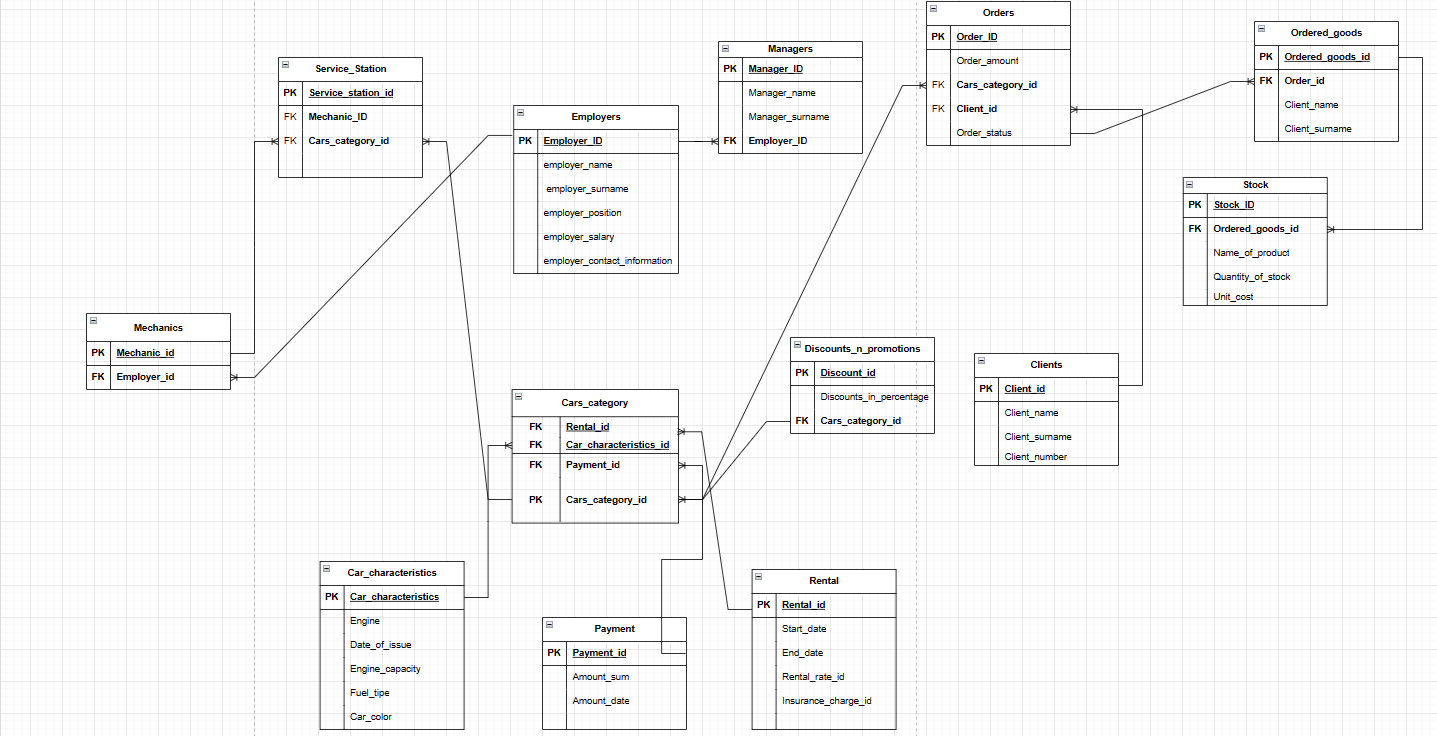 Orders
PK Order_ID
Order_amount
FK Cars_category_id
FK Client_id
Order_status
Ordered_goods
PK Ordered_goods_id
FK Order_id
Client_name
Client_surname
Managers
PK Manager_ID
Manager_name
Manager_surname
FK Employer_ID
Service_Station
PK Service_station_id
FK Mechanic_ID
FK Cars_category_id
Employers
PK Employer_ID
employer_name
employer_surname
employer_position
employer_salary
employer_contact_information
Stock
PK Stock_ID
FK Ordered_goods_id
Name_of_product
Quantity_of_stock
Unit_cost
Mechanics
PK Mechanic_id
FK Employer_id
Discounts_n_promotions
PK Discount_id
Discounts_in_percentage
FK Cars_category_id
Clients
PK Client_id
Client_name
Client_surname
Client_number
Cars_category
FK Rental_id
FK Car_characteristics_id
FK Payment_id
PK Cars_category_id
Car_characteristics
PK Car_characteristics
Engine
Date_of_issue
Engine_capacity
Fuel_tipe
Car_color
Payment
PK Payment_id
Amount_sum
Amount_date
Rental
PK Rental_id
Start_date
End_date
Rental_rate_id
Insurance_charge_id